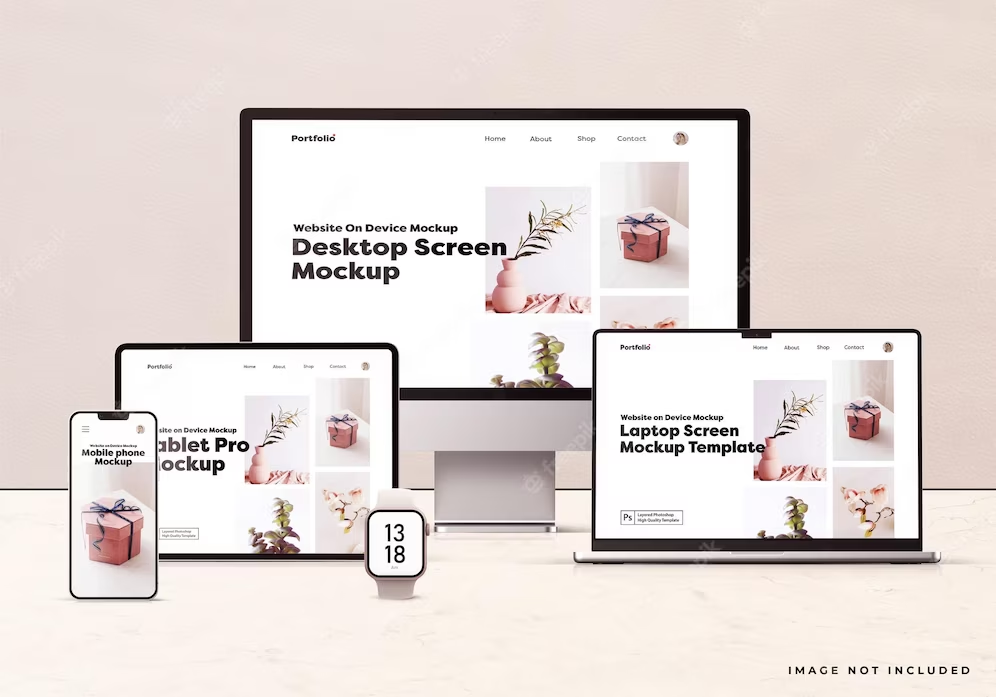 Portfolio
Home About Shop Contact
Website On Device Mockup
Desktop Screen
Mockup
Portfolio
Home About Shop Contact
Website on Device Mockup
Laptop Screen
Mockup Template
Ps
Layered Photoshop
High Quality Template
Portfolio
Home About Shop Contact
site on Device Mockup
ablet Pro
ockup
Layered Photoshop
High Quality Template
Website on Device Mockup
Mobile phone
Mockup
13
18
IMAGE NOT INCLUDED